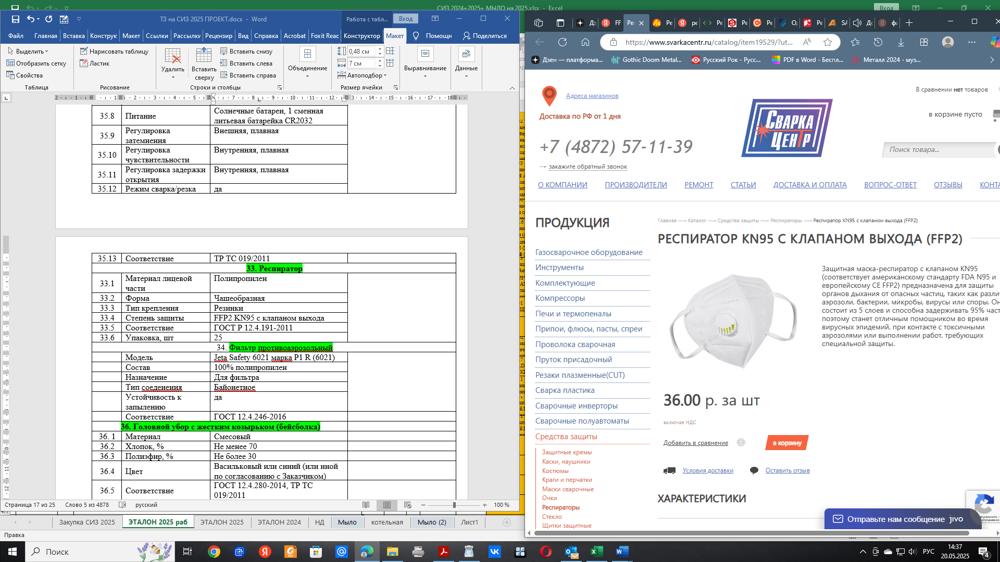 СИЗ 2024+2025+ МЫЛО на 2025.xlsx - Excel
Вход
ТЗ на СИЗ 2025 ПРОЕКТ.docx - Word
Работа с табл...
Вход
Файл Главная Вставка Конструк Макет Ссылки Рассылки Рецензир Вид Справка Acrobat Foxit Reac Конструктор Макет Помощн Поделиться
Выделить
Отобразить сетку
Свойства
Таблица
Нарисовать таблицу
Ластик
Рисование
Удалить
Вставить сверху
Вставить снизу
Вставить слева
Вставить справа
Строки и столбцы
Объединение
0,48 см
7 см
Автоподбор
Размер ячейки
Выравнивание
Данные
35.8 Питание Солнечные батареи, 1 сменная литьевая батарейка CR2032
35.9 Регулировка затемнения Внешняя, плавная
35.10 Регулировка чувствительности Внутренняя, плавная
35.11 Регулировка задержки открытия Внутренняя, плавная
35.12 Режим сварка/резка да
35.13 Соответствие ТР ТС 019/2011
33. Респиратор
33.1 Материал лицевой части Полипропилен
33.2 Форма Чашеобразная
33.3 Тип крепления Резинки
33.4 Степень защиты FFP2 KN95 с клапаном выхода
33.5 Соответствие ГОСТ Р 12.4.191-2011
33.6 Упаковка, шт 25
34. Фильтр противоаэрозольный
Модель Jeta Safety 6021 марка P1 R (6021)
Состав 100% полипропилен
Назначение Для фильтра
Тип соеденения Байонетное
Устойчивость к запылению да
Соответствие ГОСТ 12.4.246-2016
36. Головной убор с жестким козырьком (бейсболка)
36. 1 Материал Смесовый
36.2 Хлопок, % Не менее 70
36.3 Полиэфир, % Не более 30
36.4 Цвет Васильковый или синий (или иной по согласованию с Заказчиком)
36.5 Соответствие ГОСТ 12.4.280-2014, ТР ТС 019/2011
Страница 17 из 25 Слово 5 из 4878 русский 100 %
Закупка СИЗ 2025 ЭТАЛОН 2025 раб ЭТАЛОН 2025 ЭТАЛОН 2024 НД Мыло котельная Мыло (2) Лист1
Правка
https://www.svarkacentr.ru/catalog/item19529/?ut...
Дзен — платформа... Gothic Doom Metal... Русский Рок - Русс... PDF в Word - Беспл... Металл 2024 - муз...
Адреса магазинов
Доставка по РФ от 1 дня
+7 (4872) 57-11-39
→ закажите обратный звонок
СВАРКА ЦЕНТР
В сравнении нет товаров
в корзине пусто
Поиск товара...
О КОМПАНИИ ПРОИЗВОДИТЕЛИ РЕМОНТ СТАТЬИ ДОСТАВКА И ОПЛАТА ВОПРОС-ОТВЕТ ОТЗЫВЫ КОНТА
ПРОДУКЦИЯ
Газосварочное оборудование
Инструменты
Комплектующие
Компрессоры
Печи и термопеналы
Припои, флюсы, пасты, спреи
Проволока сварочная
Пруток присадочный
Резаки плазменные(CUT)
Сварка пластика
Сварочные инверторы
Сварочные полуавтоматы
Средства защиты
Защитные кремы
Каски, наушники
Костюмы
Краги и перчатки
Маски сварочные
Очки
Респираторы
Стекло
Щитки защитные
Главная → Каталог → Средства защиты → Респираторы → Респиратор KN95 с клапаном выхода (FFP2)
РЕСПИРАТОР KN95 С КЛАПАНОМ ВЫХОДА (FFP2)
Защитная маска-респиратор с клапаном KN95
(соответствует американскому стандарту FDA N95 и
европейскому CE FFP2) предназначена для защиты
органов дыхания от опасных частиц, таких как различ
аэрозоли, бактерии, микробы, вирусы или споры. Он
состоит из 5 слоев и способна задерживать 95% част
поэтому станет отличным помощником во время
вирусных эпидемий, при контакте с токсичными
аэрозолями или выполнении работ, требующих
специальной защиты.
36.00 р. за шт
включая НДС
Добавить в сравнение
в корзину
Условия доставки
Оставить отзыв
ХАРАКТЕРИСТИКИ
Отправьте нам сообщение jivo
Поиск
РУС
14:37
20.05.2025
4